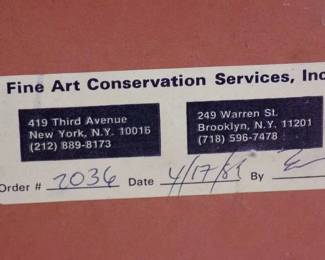 Fine Art Conservation Services, Inc
419 Third Avenue
New York, N.Y. 10016
(212) 889-8173
249 Warren St.
Brooklyn, N.Y. 11201
(718) 596-7478
Order # 2036 Date 4/17/89 By